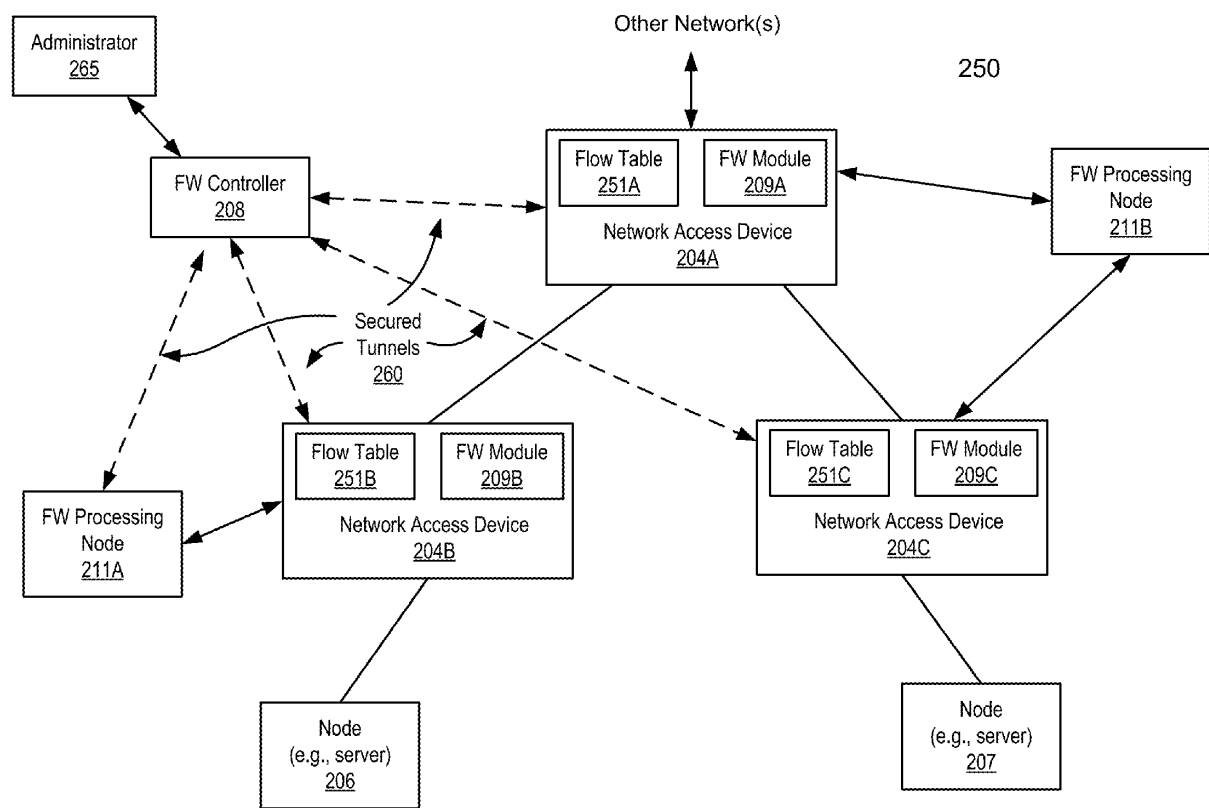 Other Network(s)
250
Administrator
265
FW Controller
208
Flow Table
251A
FW Module
209A
Network Access Device
204A
FW Processing
Node
211B
Secured
Tunnels
260
Flow Table
251B
FW Module
209B
Network Access Device
204B
Flow Table
251C
FW Module
209C
Network Access Device
204C
FW Processing
Node
211A
Node
(e.g., server)
206
Node
(e.g., server)
207